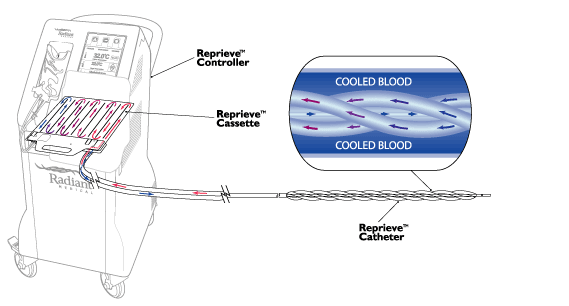 Reprieve™
Controller
Reprieve™
Cassette
COOLED BLOOD
COOLED BLOOD
Radiant
MEDICAL
Reprieve™
Catheter